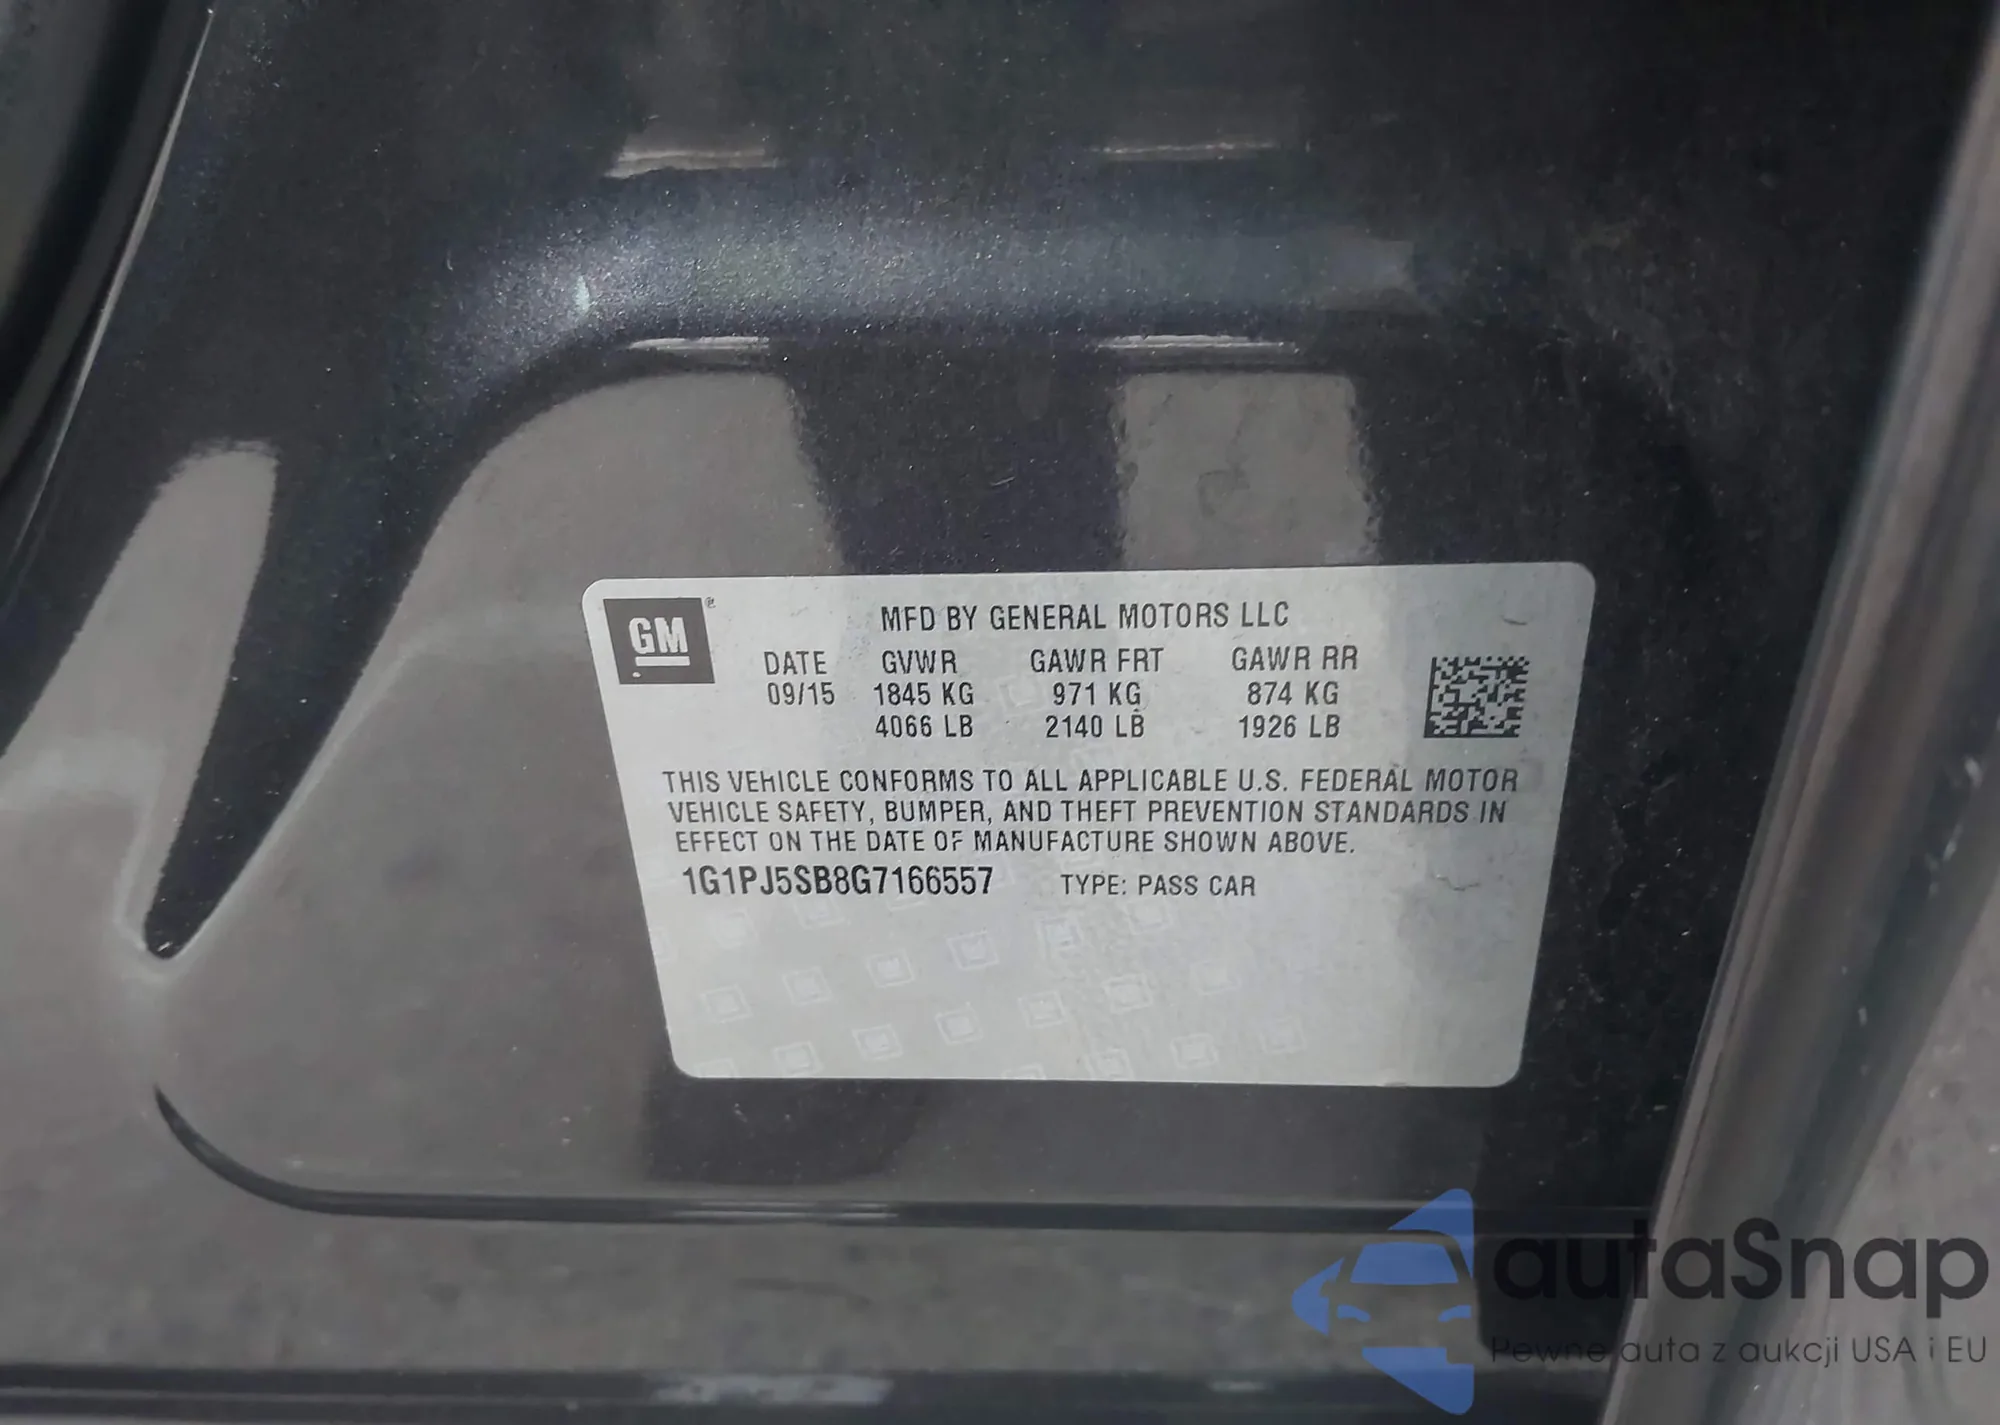 GM®
MFD BY GENERAL MOTORS LLC
DATE GVWR GAWR FRT GAWR RR
09/15 1845 KG 971 KG 874 KG
4066 LB 2140 LB 1926 LB
THIS VEHICLE CONFORMS TO ALL APPLICABLE U.S. FEDERAL MOTOR
VEHICLE SAFETY, BUMPER, AND THEFT PREVENTION STANDARDS IN
EFFECT ON THE DATE OF MANUFACTURE SHOWN ABOVE.
1G1PJ5SB8G7166557 TYPE: PASS CAR
autaSnap
Pewne auta z aukcji USA i EU